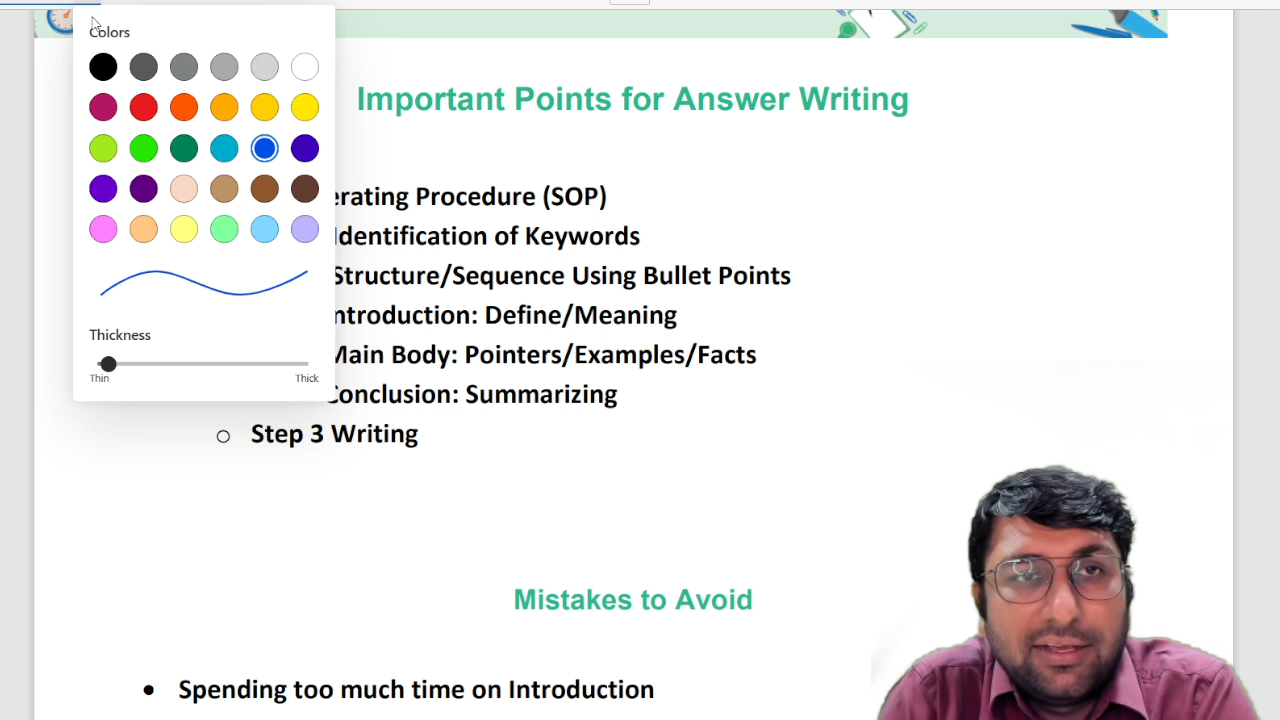 Colors
Important Points for Answer Writing
erating Procedure (SOP)
Identification of Keywords
Structure/Sequence Using Bullet Points
ntroduction: Define/Meaning
Thickness
Main Body: Pointers/Examples/Facts
Thin Thick
Conclusion: Summarizing
○ Step 3 Writing
Mistakes to Avoid
• Spending too much time on Introduction